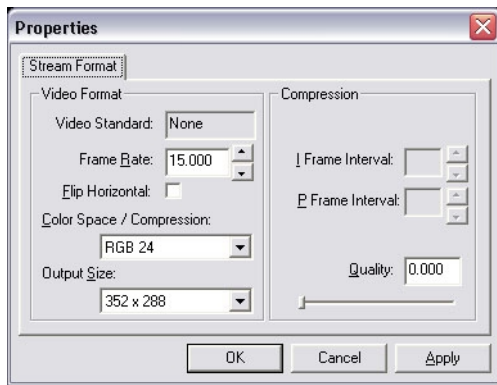 Properties
Stream Format
Video Format
Video Standard: None
Frame Rate: 15.000
Flip Horizontal:
Color Space / Compression:
RGB 24
Output Size:
352 x 288
Compression
I Frame Interval:
P Frame Interval:
Quality: 0.000
OK Cancel Apply